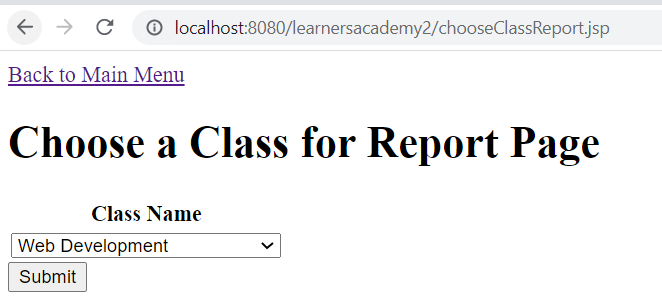 localhost:8080/learnersacademy2/chooseClassReport.jsp
Back to Main Menu
Choose a Class for Report Page
Class Name
Web Development
Submit